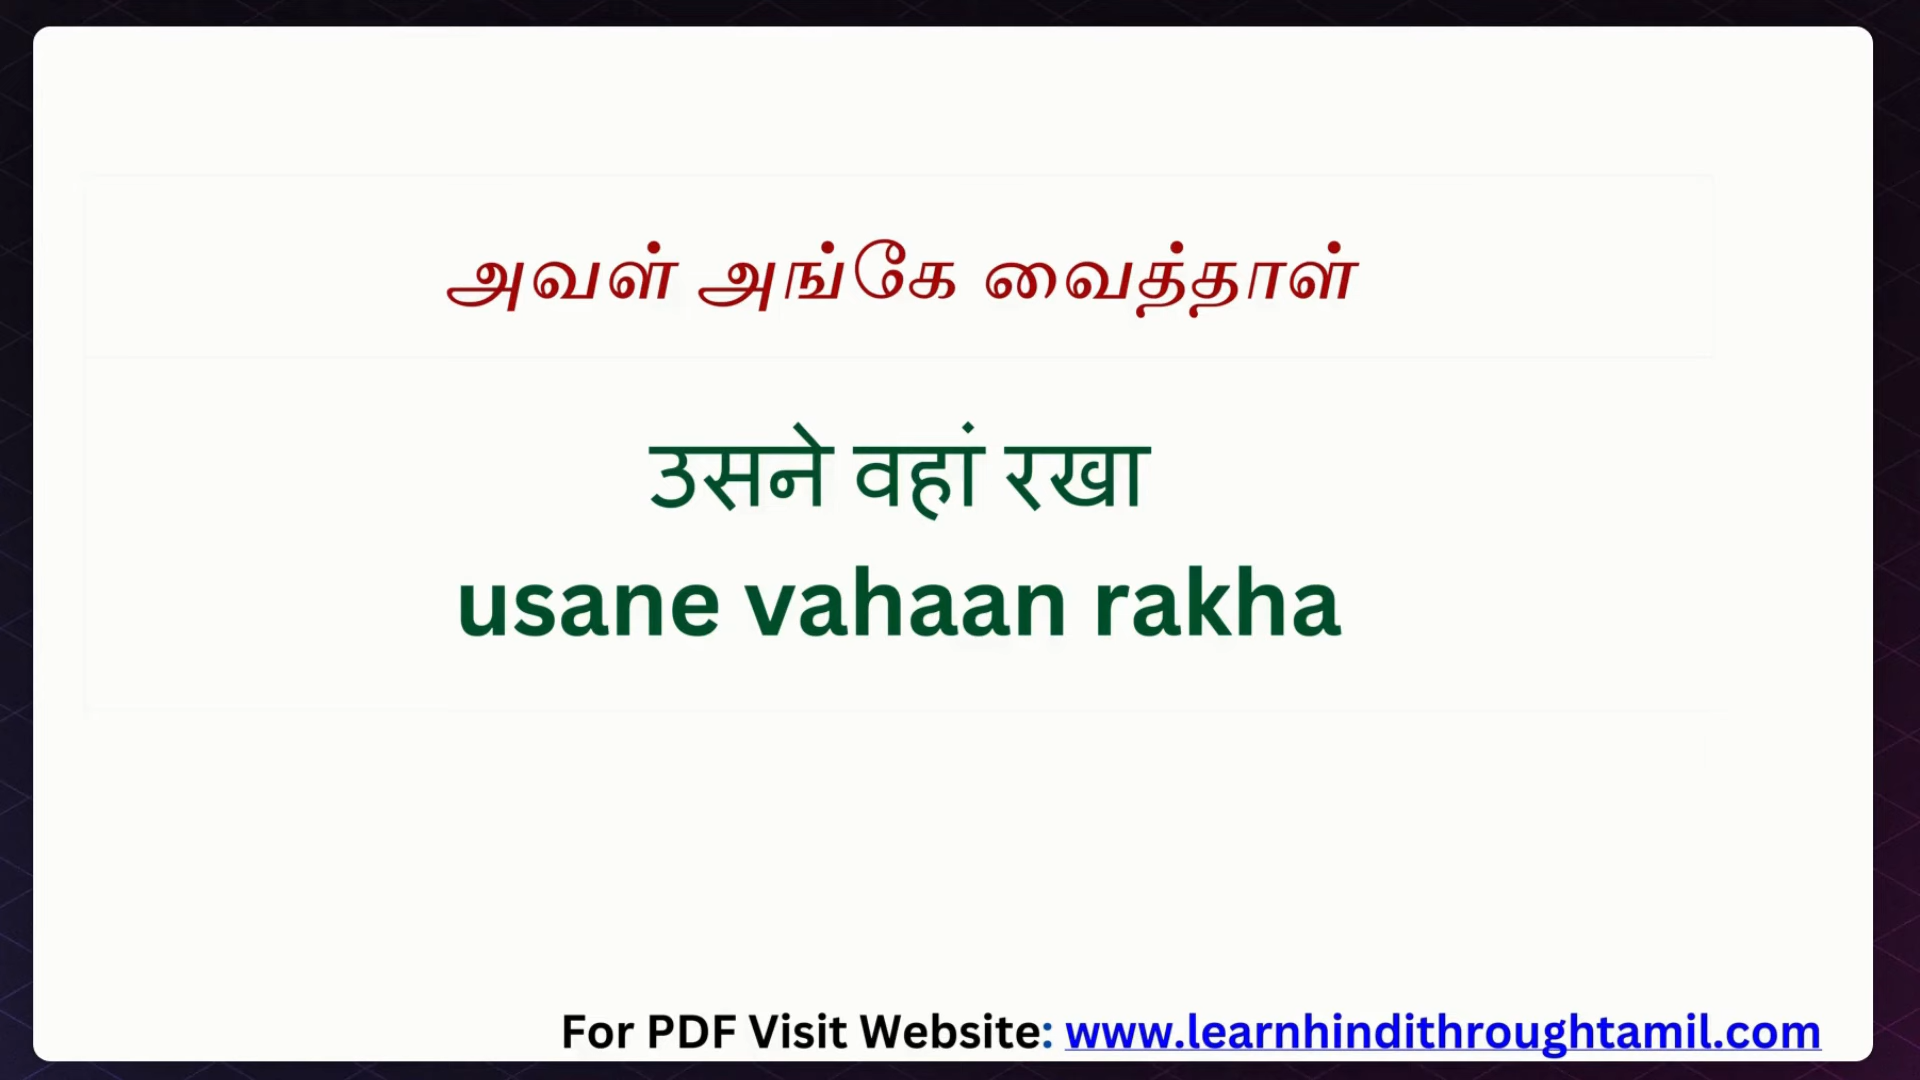 அவள் அங்கே வைத்தாள்
उसने वहां रखा
usane vahaan rakha
For PDF Visit Website: www.learnhindithroughtamil.com